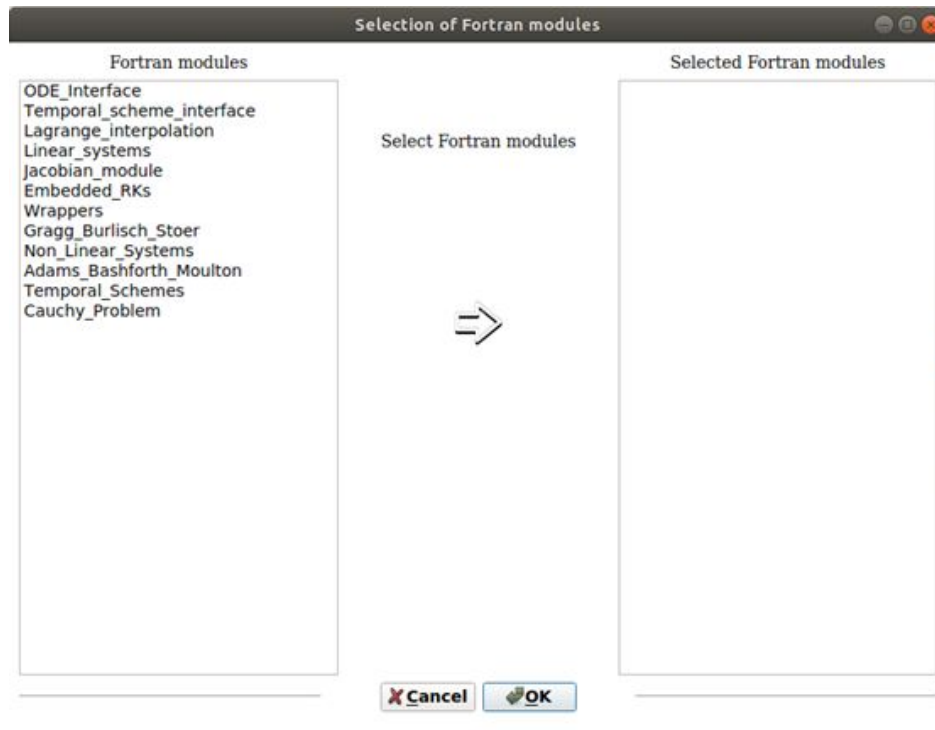 Selection of Fortran modules
Fortran modules
Selected Fortran modules
ODE_Interface
Temporal_scheme_interface
Lagrange_interpolation
Linear_systems
Jacobian_module
Embedded_RKs
Wrappers
Gragg_Burlisch_Stoer
Non_Linear_Systems
Adams_Bashforth_Moulton
Temporal_Schemes
Cauchy_Problem
Select Fortran modules
Cancel
OK